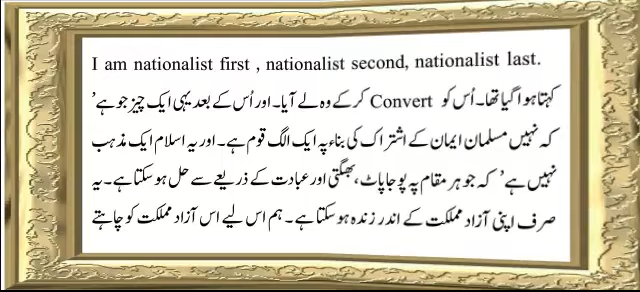 I am nationalist first , nationalist second, nationalist last.
کہتا ہوا گیا تھا۔ اُس کو Convert کر کے وہ لے آیا۔ اور اُس کے بعد یہی ایک چیز جو ہے’
کہ نہیں مسلمان ایمان کے اشتراک کی بناء پہ ایک الگ قوم ہے۔ اور یہ اسلام ایک مذہب
نہیں ہے’ کہ جو ہر مقام پہ پوجا پاٹ، بھگتی اور عبادت کے ذریعے سے حل ہوسکتا ہے۔ یہ
صرف اپنی آزاد مملکت کے اندر زندہ ہوسکتا ہے۔ ہم اس لیے اس آزاد مملکت کو چاہتے